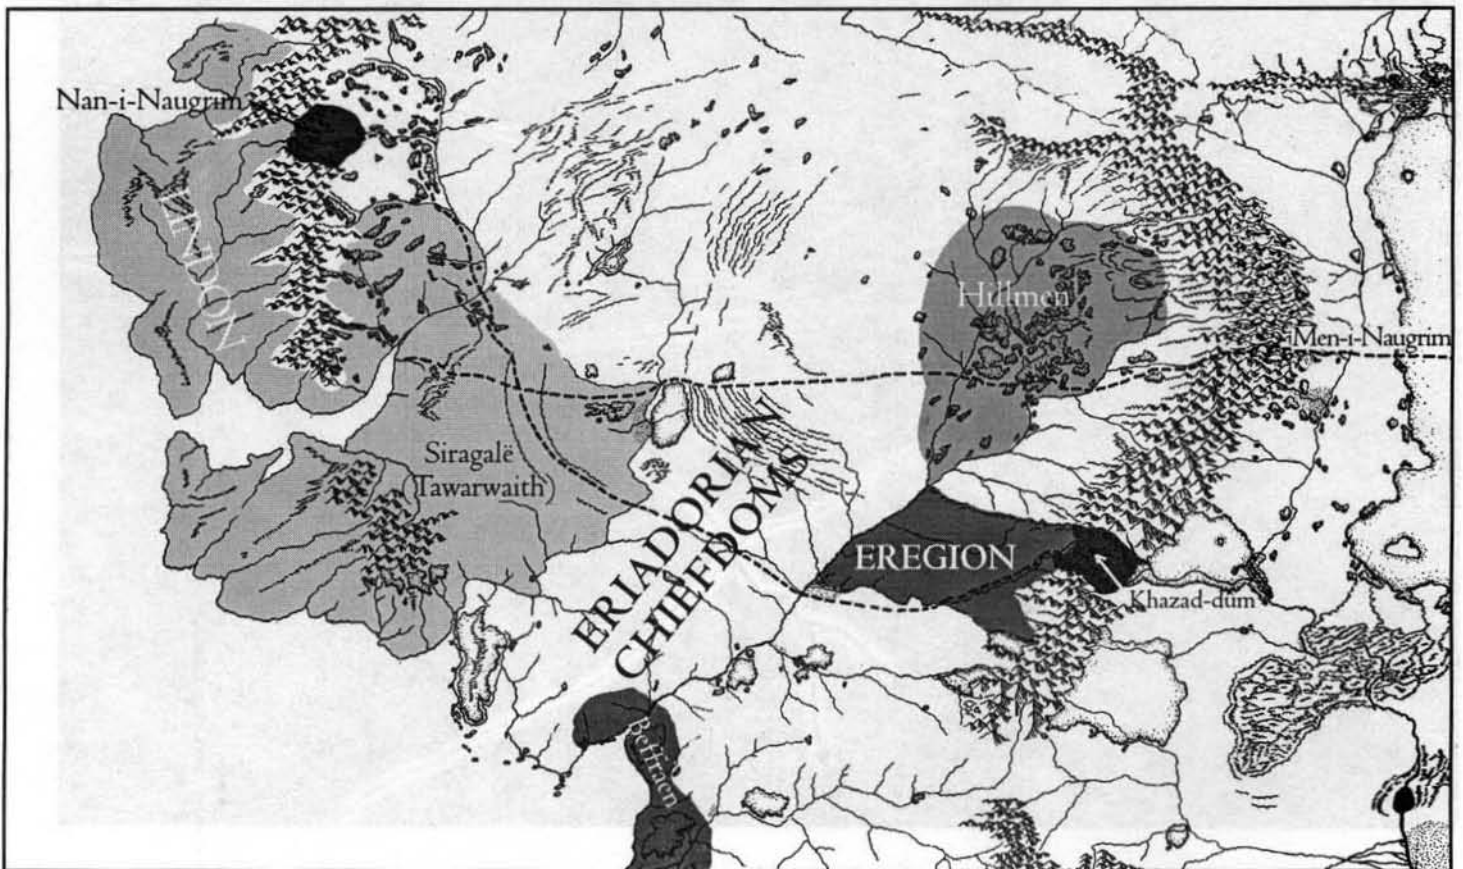 Nan-i-Naugrim
LINDON
Hillmen
Men-i-Naugrim
Siragalë
(Tawarwaith)
ERIADORIAN
CHIEFDOMS
EREGION
Khazad-dûm
Beffraen